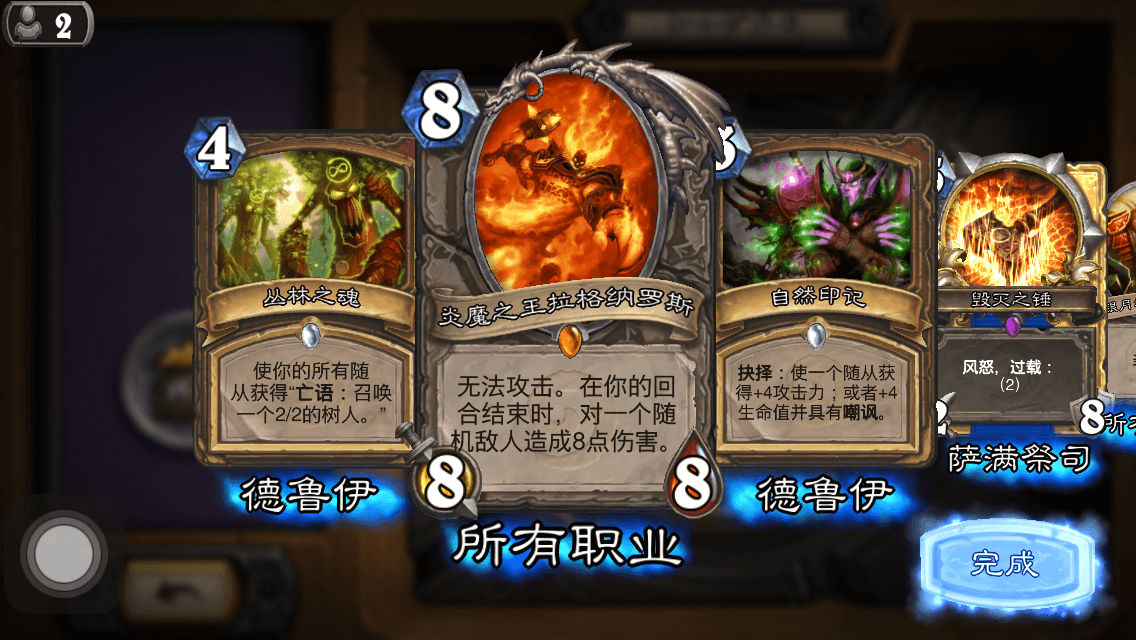 2
4
丛林之魂
使你的所有随
从获得“亡语：召唤
一个2/2的树人。”
德鲁伊
8
炎魔之王拉格纳罗斯
无法攻击。在你的回
合结束时，对一个随
机敌人造成8点伤害。
8
8
所有职业
自然印记
抉择：使一个随从获
得+4攻击力；或者+4
生命值并具有嘲讽。
德鲁伊
毁灭之锤
风怒，过载：
(2)
8
萨满祭司
所有
完成